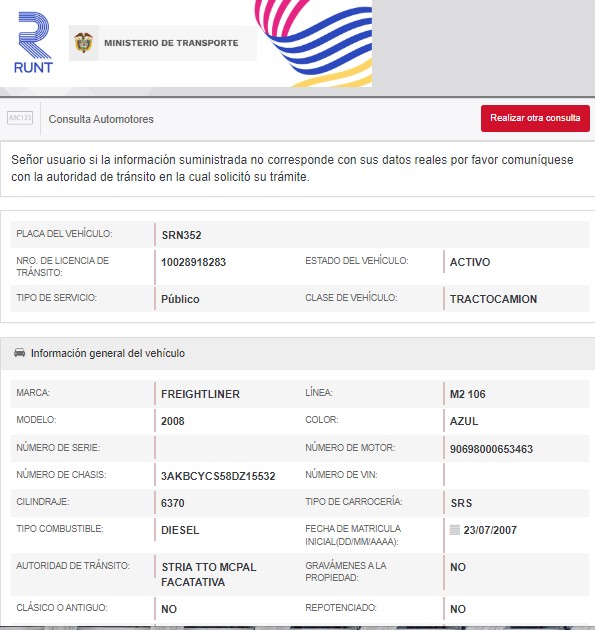 RUNT
MINISTERIO DE TRANSPORTE
ABC123
Consulta Automotores
Realizar otra consulta
Señor usuario si la información suministrada no corresponde con sus datos reales por favor comuníquese
con la autoridad de tránsito en la cual solicitó su trámite.
PLACA DEL VEHÍCULO: SRN352
NRO. DE LICENCIA DE TRÁNSITO: 10028918283 ESTADO DEL VEHÍCULO: ACTIVO
TIPO DE SERVICIO: Público CLASE DE VEHÍCULO: TRACTOCAMION
Información general del vehículo
MARCA: FREIGHTLINER LÍNEA: M2 106
MODELO: 2008 COLOR: AZUL
NÚMERO DE SERIE: NÚMERO DE MOTOR: 90698000653463
NÚMERO DE CHASIS: 3AKBCYCS58DZ15532 NÚMERO DE VIN:
CILINDRAJE: 6370 TIPO DE CARROCERÍA: SRS
TIPO COMBUSTIBLE: DIESEL FECHA DE MATRICULA INICIAL(DD/MM/AAAA): 23/07/2007
AUTORIDAD DE TRÁNSITO: STRIA TTO MCPAL FACATATIVA GRAVÁMENES A LA PROPIEDAD: NO
CLÁSICO O ANTIGUO: NO REPOTENCIADO: NO